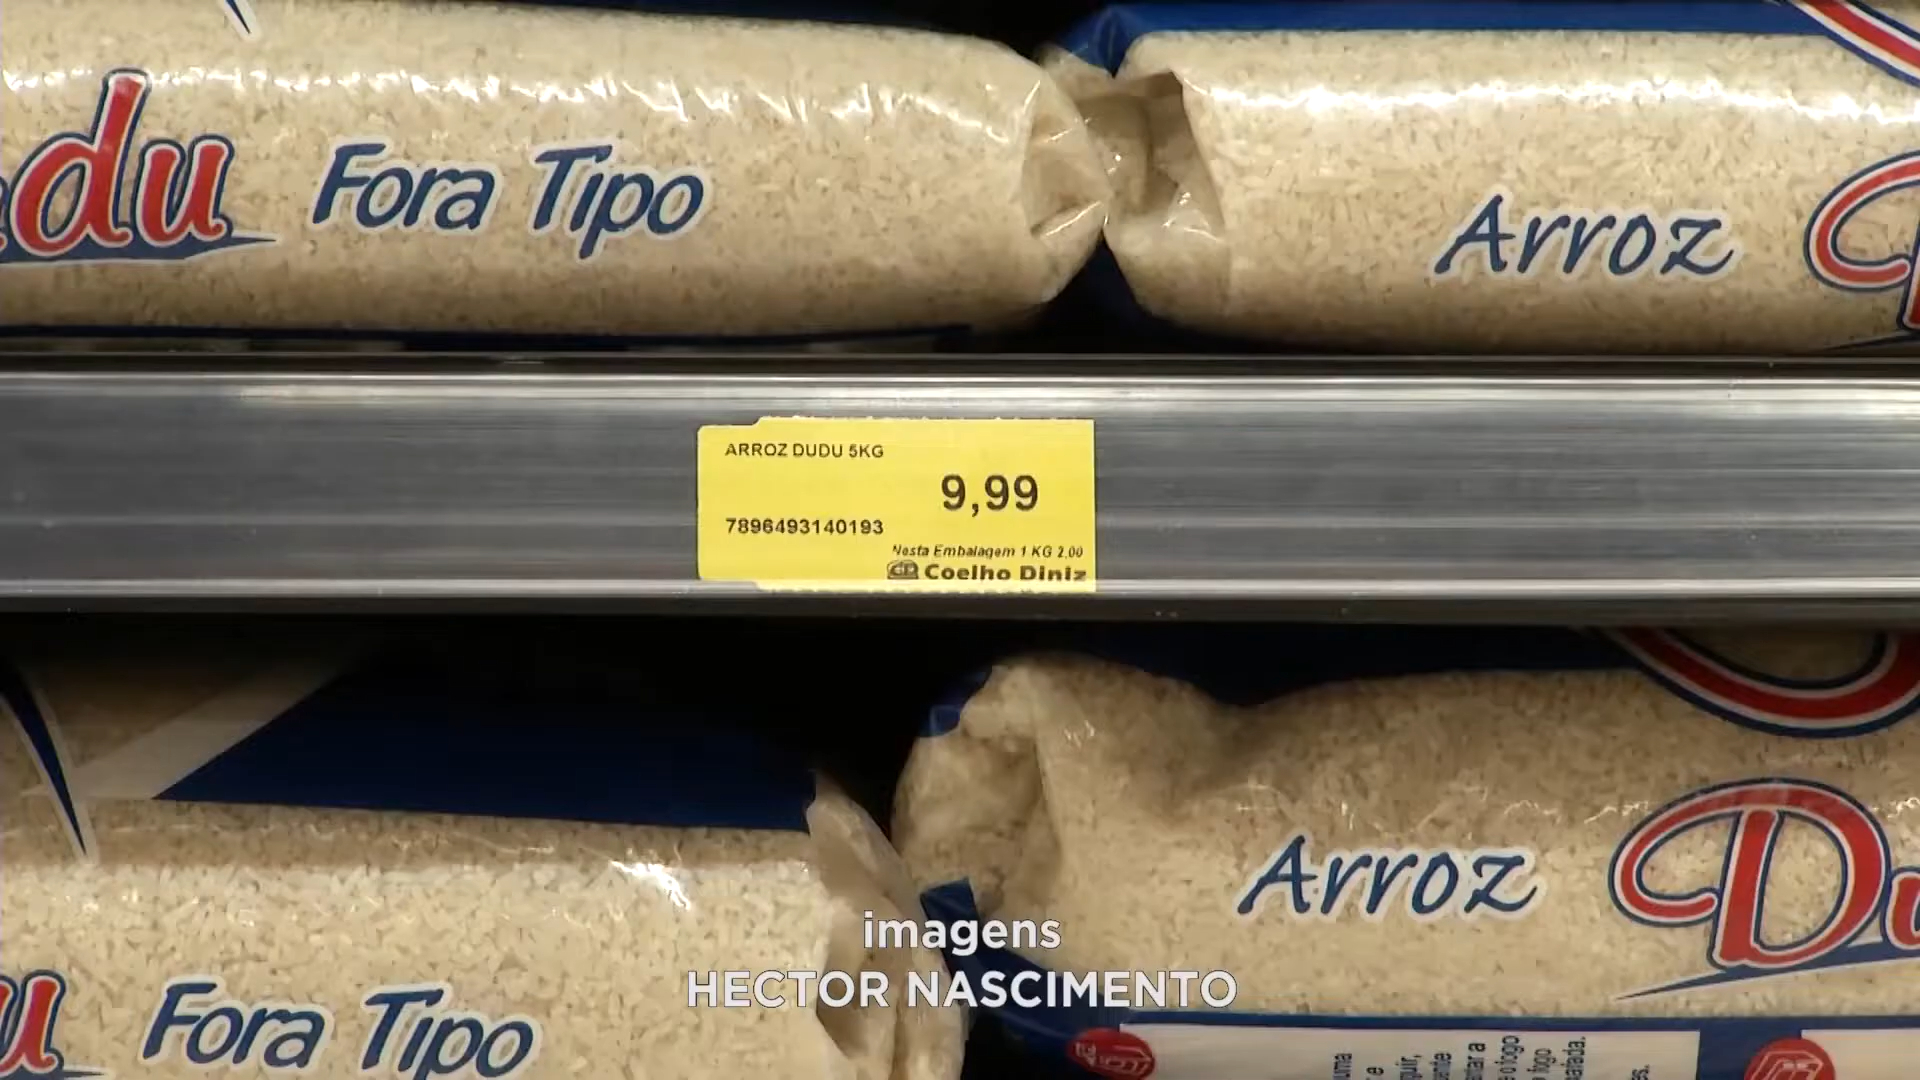 du Fora Tipo
Arroz
ARROZ DUDU 5KG
9,99
7896493140193
Nesta Embalagem 1 KG 2,00
Coelho Diniz
Arroz Du
imagens
HECTOR NASCIMENTO
u Fora Tipo